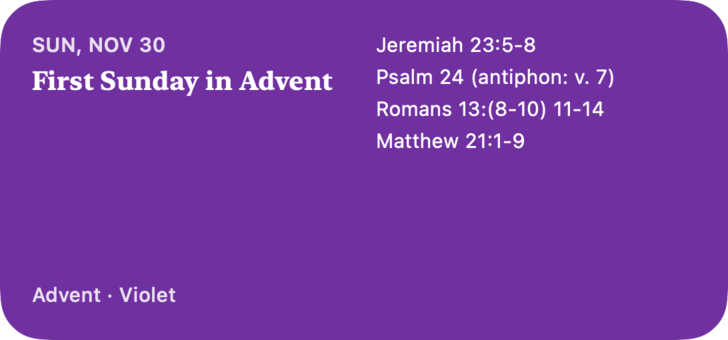 SUN, NOV 30
First Sunday in Advent
Jeremiah 23:5-8
Psalm 24 (antiphon: v. 7)
Romans 13:(8-10) 11-14
Matthew 21:1-9
Advent · Violet